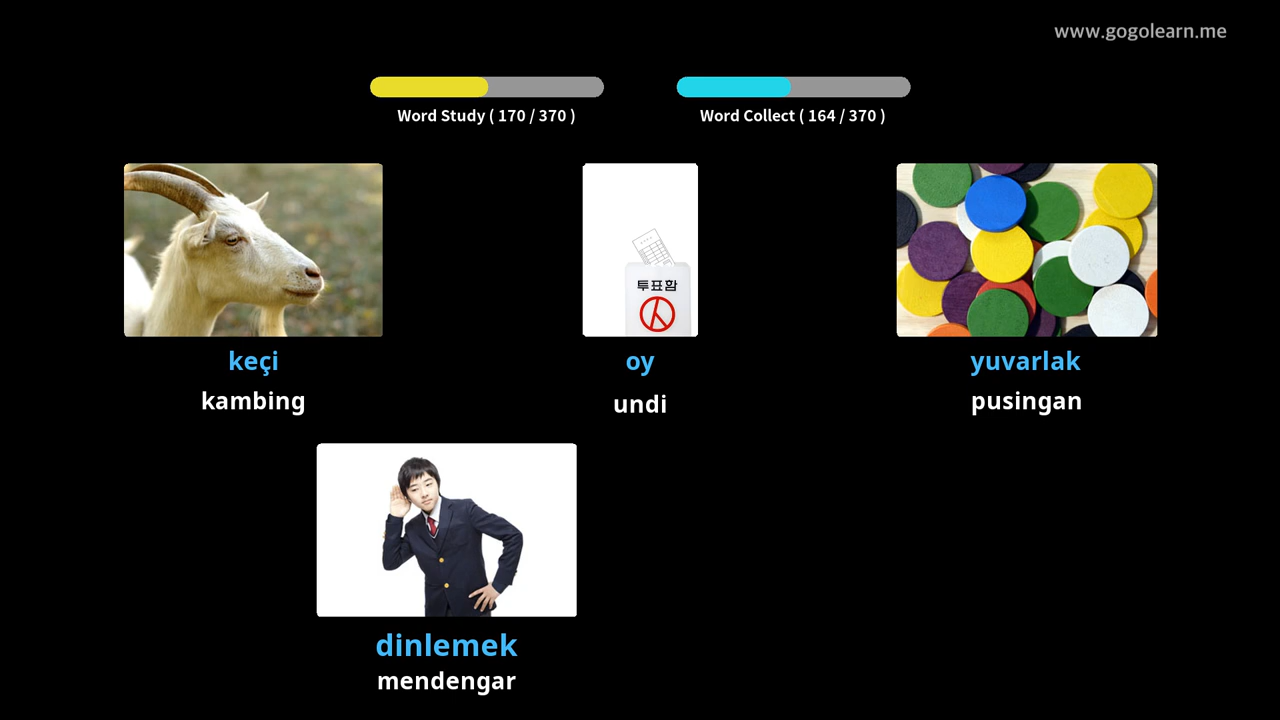 www.gogolearn.me
Word Study ( 170 / 370 )
Word Collect ( 164 / 370 )
투표함
keçi
oy
yuvarlak
kambing
undi
pusingan
dinlemek
mendengar